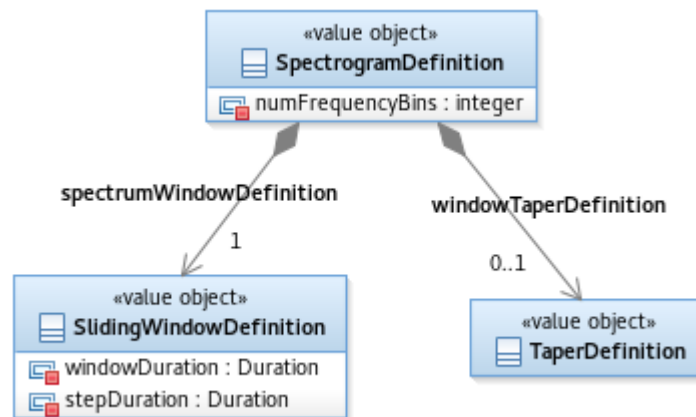 «value object»
SpectrogramDefinition
numFrequencyBins : integer
spectrumWindowDefinition
windowTaperDefinition
1
0..1
«value object»
SlidingWindowDefinition
windowDuration : Duration
stepDuration : Duration
«value object»
TaperDefinition